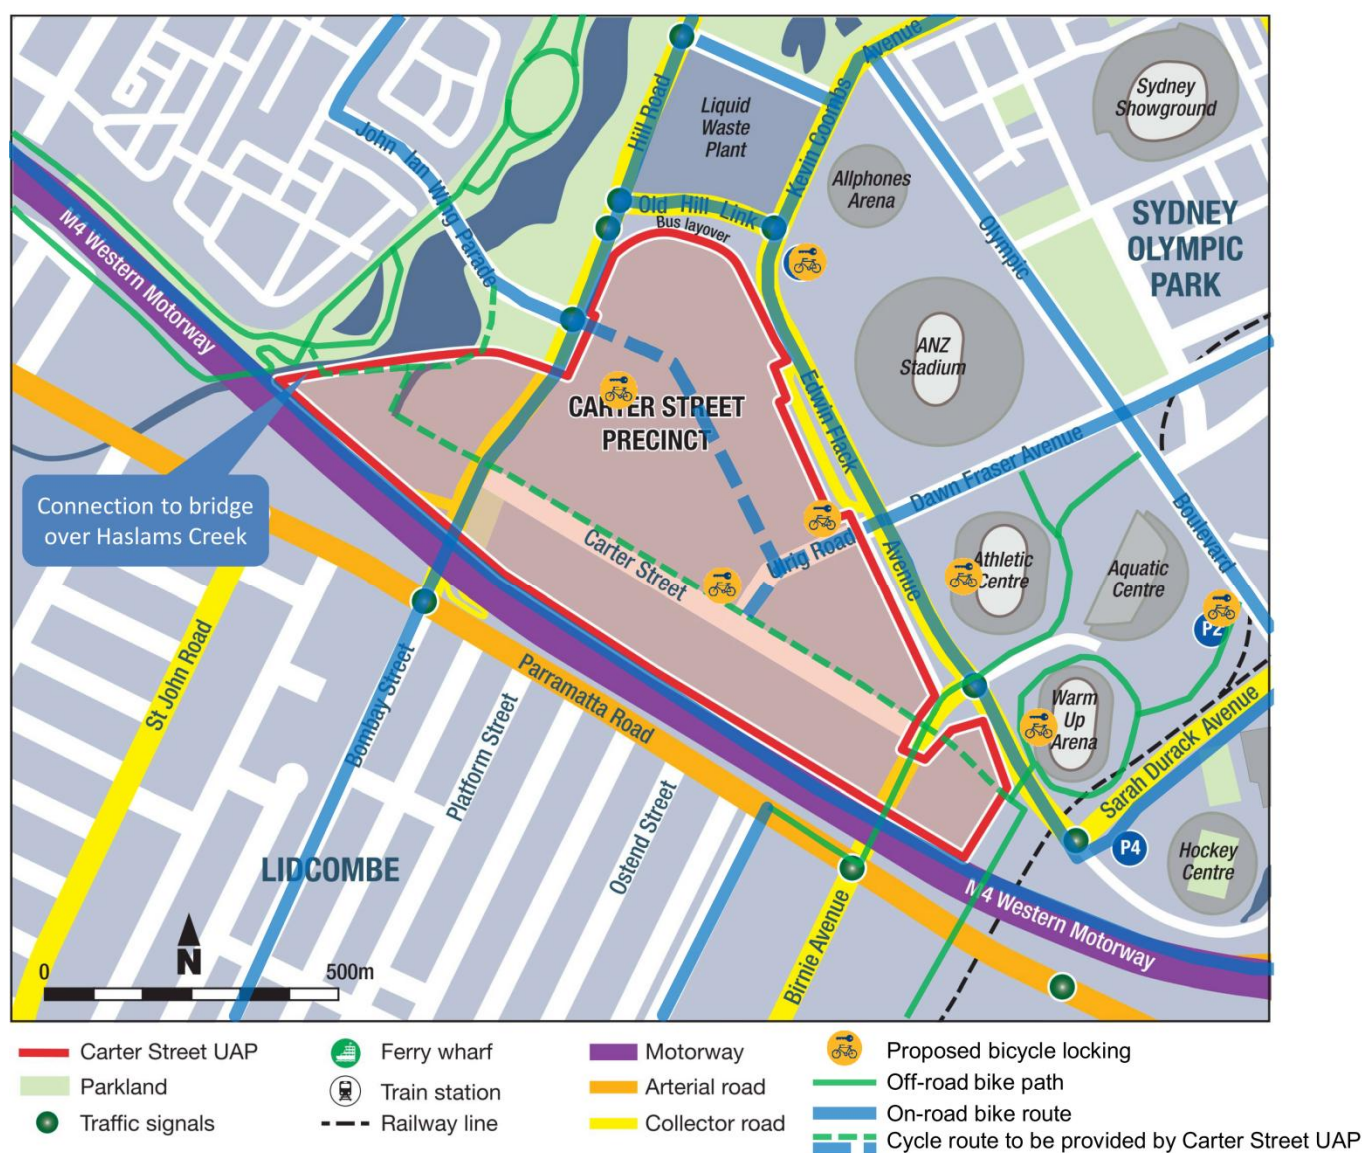 Hill Road
Liquid
Waste
Plant
Kevin Coombs
Avenue
Sydney
Showground
John Ian Wing Parade
Allphones
Arena
Old Hill Link
Bus layover
Olympic
SYDNEY
OLYMPIC
PARK
M4 Western Motorway
ANZ
Stadium
CARTER STREET
PRECINCT
Edwin Flack
Dawn Fraser Avenue
Connection to bridge
over Haslams Creek
Carter Street
Uhrig Road
Avenue
Athletic
Centre
Aquatic
Centre
Boulevard
P2
St John Road
Bombay Street
Platform Street
Parramatta Road
Ostend Street
Warm
Up
Arena
Sarah Durack Avenue
P4
Hockey
Centre
LIDCOMBE
Birnie Avenue
M4 Western Motorway
N
0 500m
Carter Street UAP
Parkland
Traffic signals
Ferry wharf
Train station
Railway line
Motorway
Arterial road
Collector road
Proposed bicycle locking
Off-road bike path
On-road bike route
Cycle route to be provided by Carter Street UAP